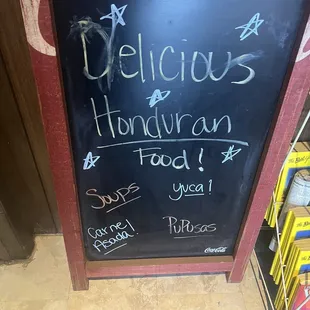 Delicious
Honduran
Food!
Soups
yuca!
Carne
Asada!
PuPusas
Coca-Cola